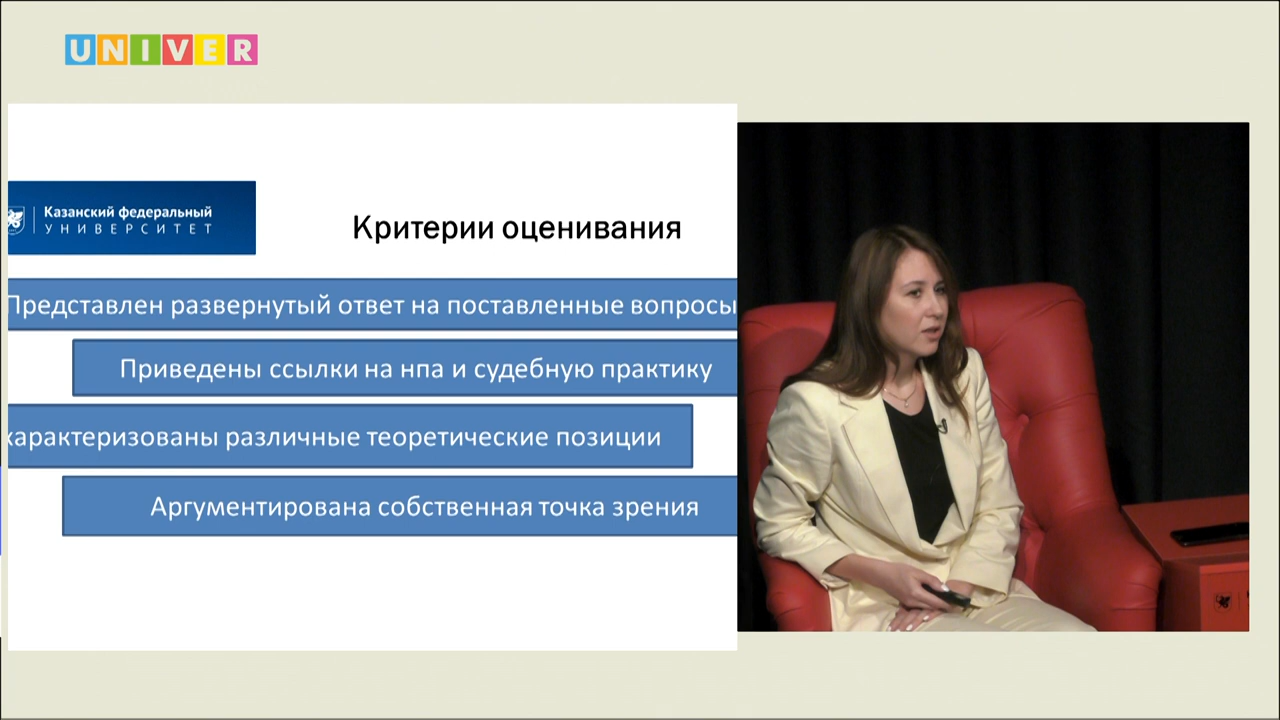 UNIVER
Казанский федеральный
УНИВЕРСИТЕТ
Критерии оценивания
Представлен развернутый ответ на поставленные вопросы
Приведены ссылки на нпа и судебную практику
характеризованы различные теоретические позиции
Аргументирована собственная точка зрения